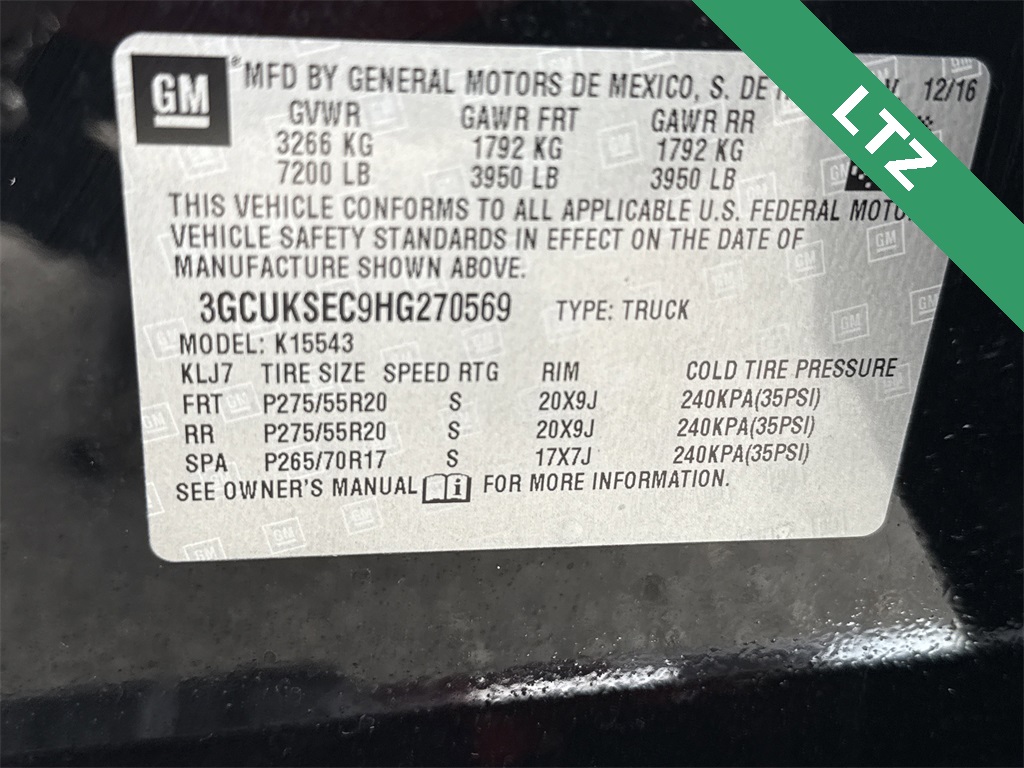 GM
® MFD BY GENERAL MOTORS DE MEXICO, S. DE 12/16
GVWR GAWR FRT GAWR RR
3266 KG 1792 KG 1792 KG
7200 LB 3950 LB 3950 LB
THIS VEHICLE CONFORMS TO ALL APPLICABLE U.S. FEDERAL
VEHICLE SAFETY STANDARDS IN EFFECT ON THE DATE OF
MANUFACTURE SHOWN ABOVE.
3GCUKSEC9HG270569 TYPE: TRUCK
MODEL: K15543
KLJ7 TIRE SIZE SPEED RTG RIM COLD TIRE PRESSURE
FRT P275/55R20 S 20X9J 240KPA(35PSI)
RR P275/55R20 S 20X9J 240KPA(35PSI)
SPA P265/70R17 S 17X7J 240KPA(35PSI)
SEE OWNER'S MANUAL i FOR MORE INFORMATION.
LTZ